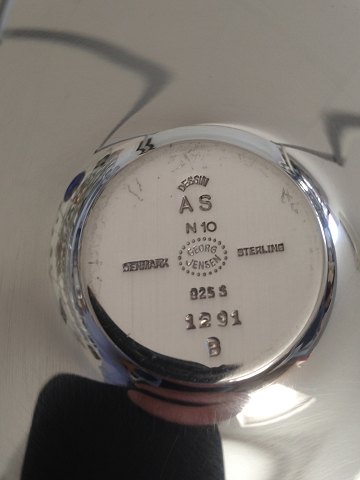 DESSIN
AS
N 10
DENMARK
GEORG
JENSEN
STERLING
925 S
1291
B